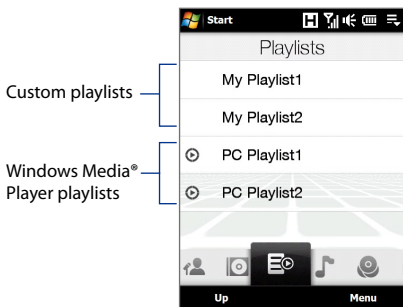 Start
Playlists
Custom playlists
My Playlist1
My Playlist2
Windows Media®
Player playlists
PC Playlist1
PC Playlist2
Up Menu